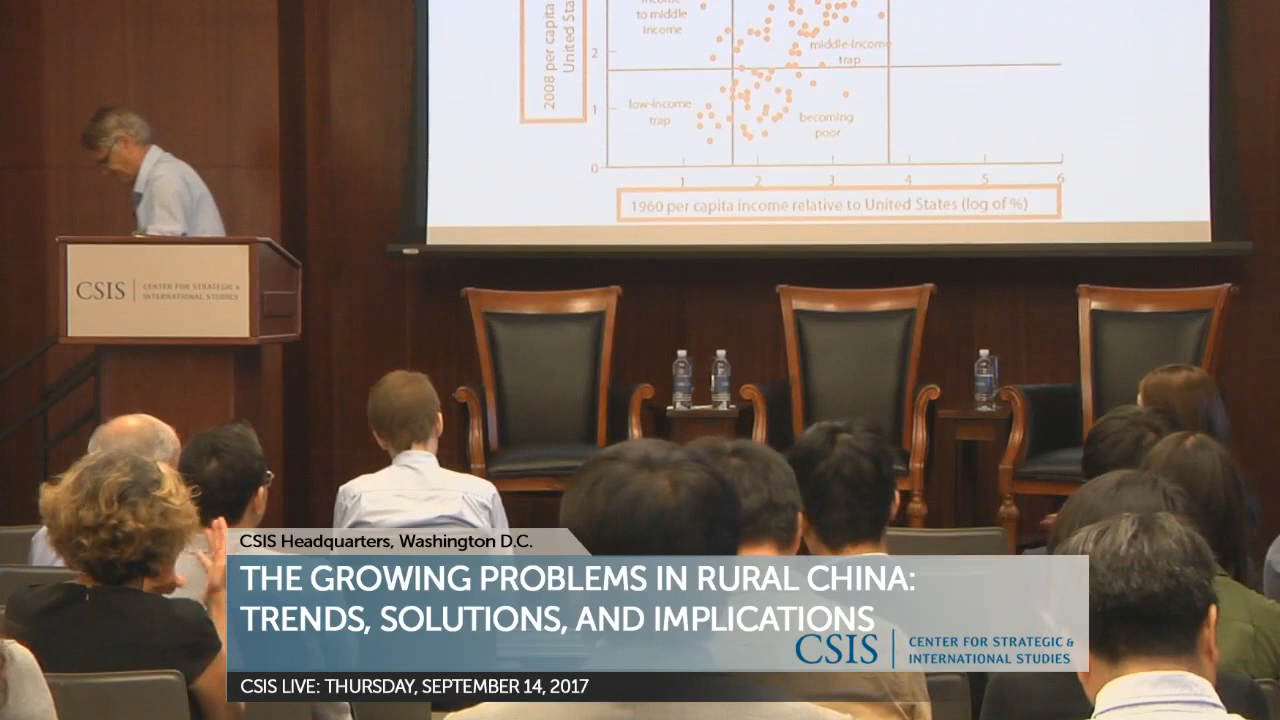 income
to middle
income
2008 per capita
United Sta
2
middle-income
trap
1
low-income
trap
becoming
poor
0
1 2 3 4 5 6
1960 per capita income relative to United States (log of %)
CSIS
CENTER FOR STRATEGIC &
INTERNATIONAL STUDIES
CSIS Headquarters, Washington D.C.
THE GROWING PROBLEMS IN RURAL CHINA:
TRENDS, SOLUTIONS, AND IMPLICATIONS
CSIS
CENTER FOR STRATEGIC &
INTERNATIONAL STUDIES
CSIS LIVE: THURSDAY, SEPTEMBER 14, 2017